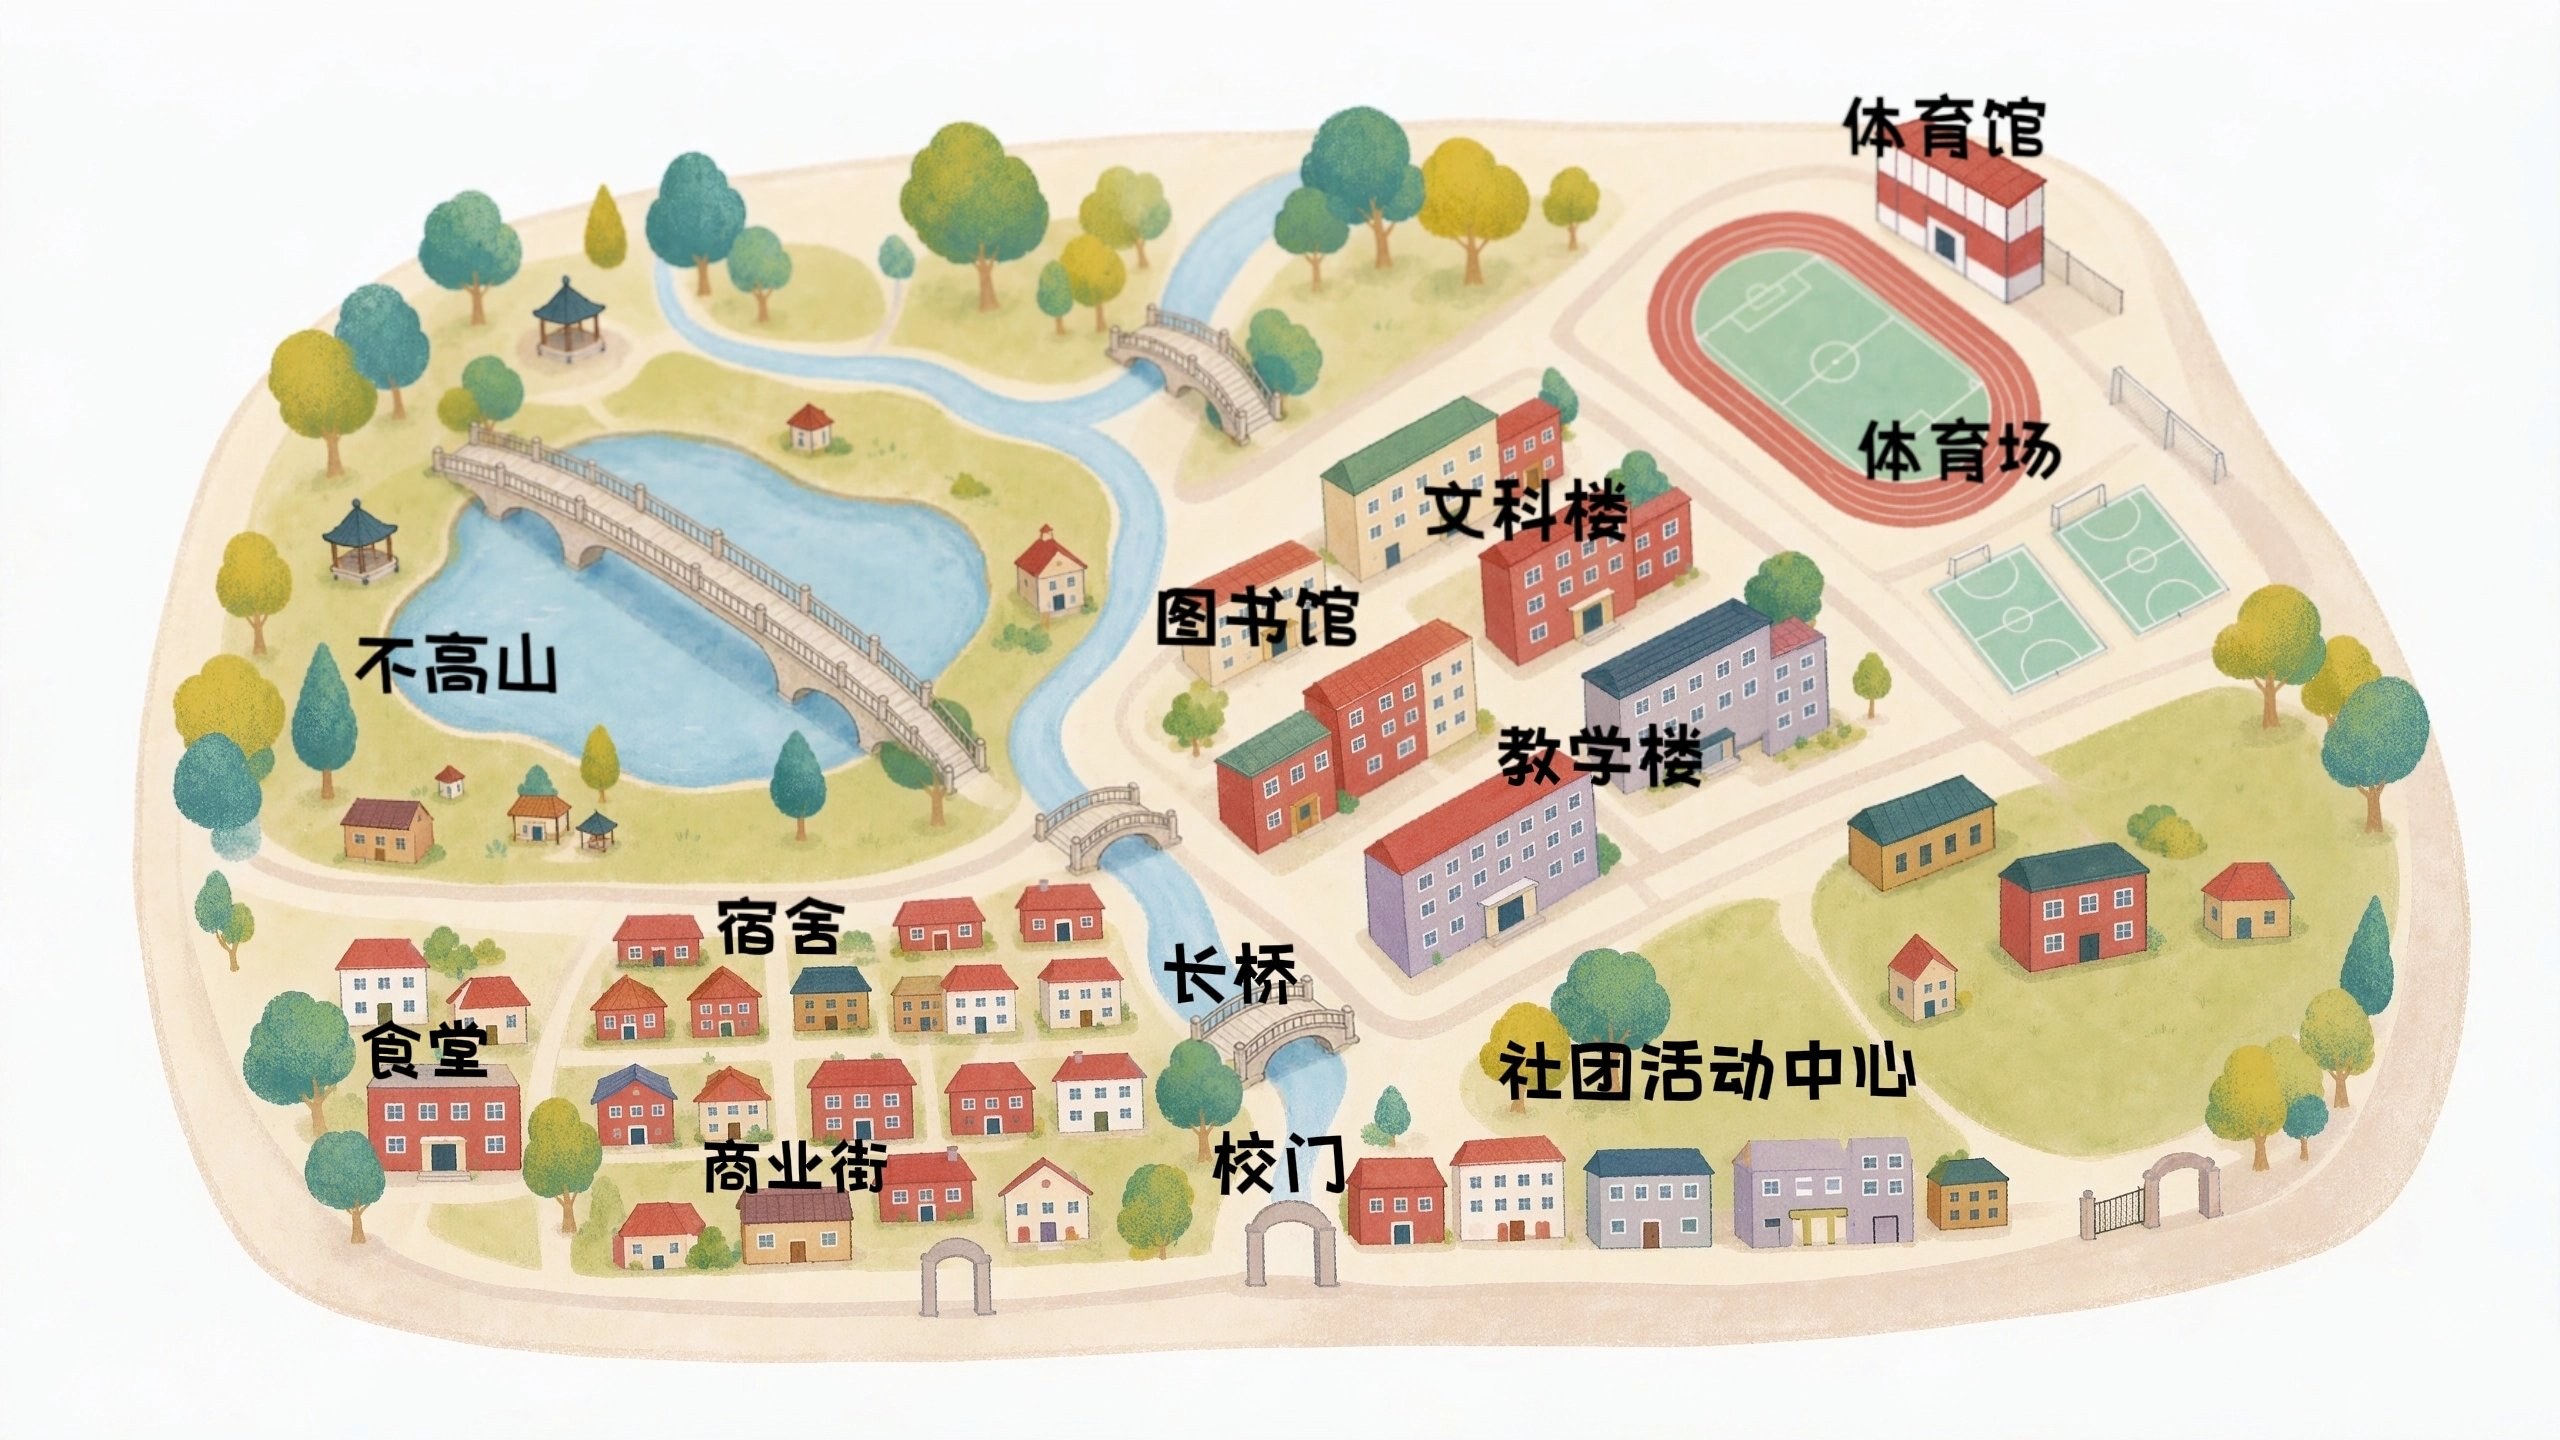 体育馆
体育场
文科楼
图书馆
不高山
教学楼
宿舍
长桥
食堂
社团活动中心
商业街
校门